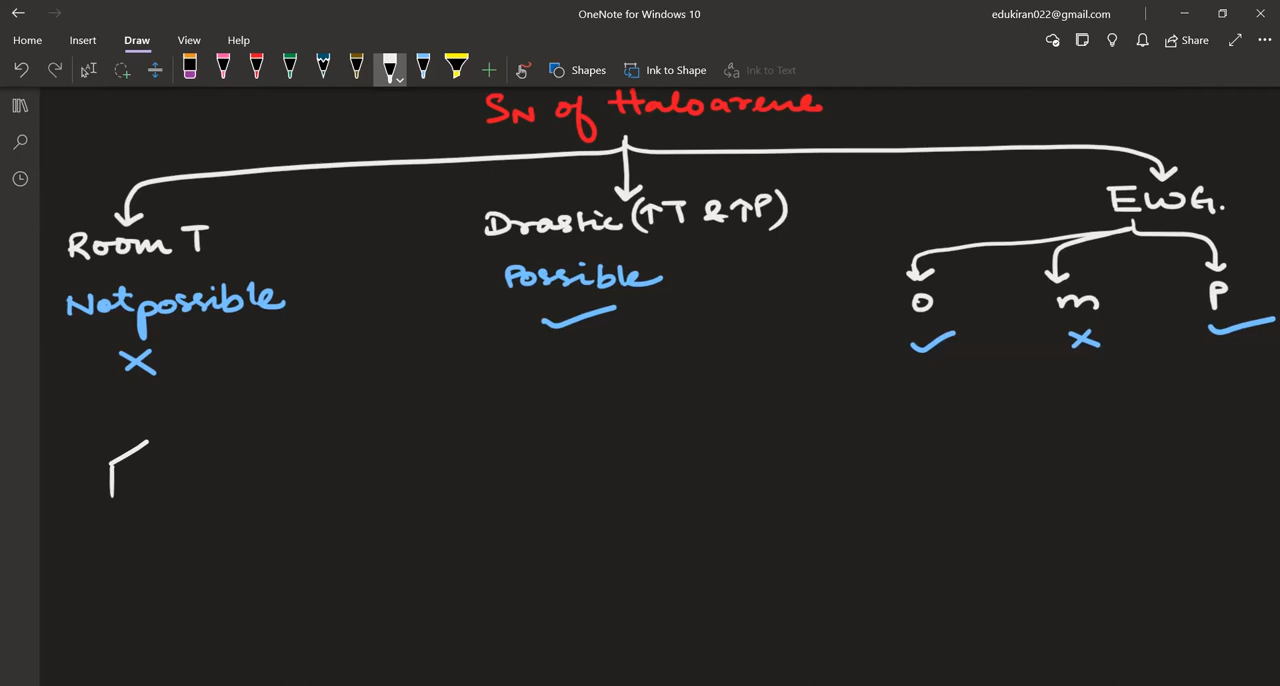 OneNote for Windows 10
edukiran022@gmail.com
Home Insert Draw View Help
Share
Shapes Ink to Shape Ink to Text
SN of Haloarene
Room T
Not possible
Drastic (↑T & ↑P)
Possible
EWG.
o m p